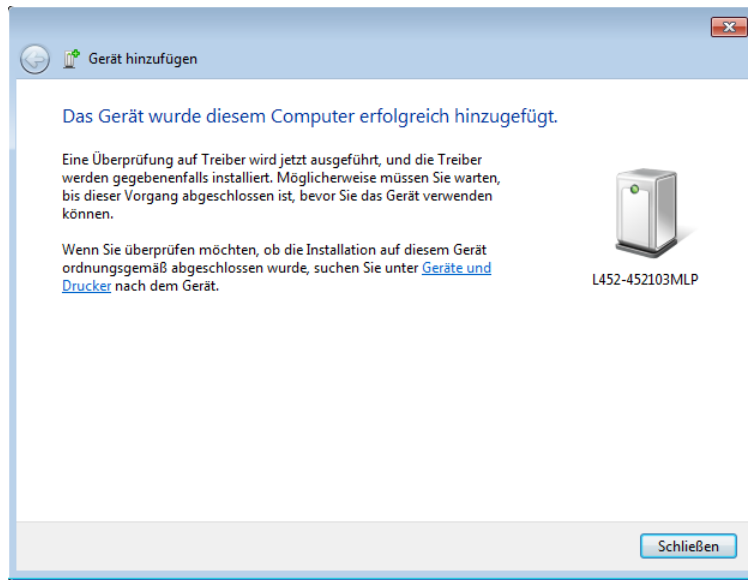 Gerät hinzufügen
Das Gerät wurde diesem Computer erfolgreich hinzugefügt.
Eine Überprüfung auf Treiber wird jetzt ausgeführt, und die Treiber
werden gegebenenfalls installiert. Möglicherweise müssen Sie warten,
bis dieser Vorgang abgeschlossen ist, bevor Sie das Gerät verwenden
können.
Wenn Sie überprüfen möchten, ob die Installation auf diesem Gerät
ordnungsgemäß abgeschlossen wurde, suchen Sie unter Geräte und
Drucker nach dem Gerät.
L452-452103MLP
Schließen